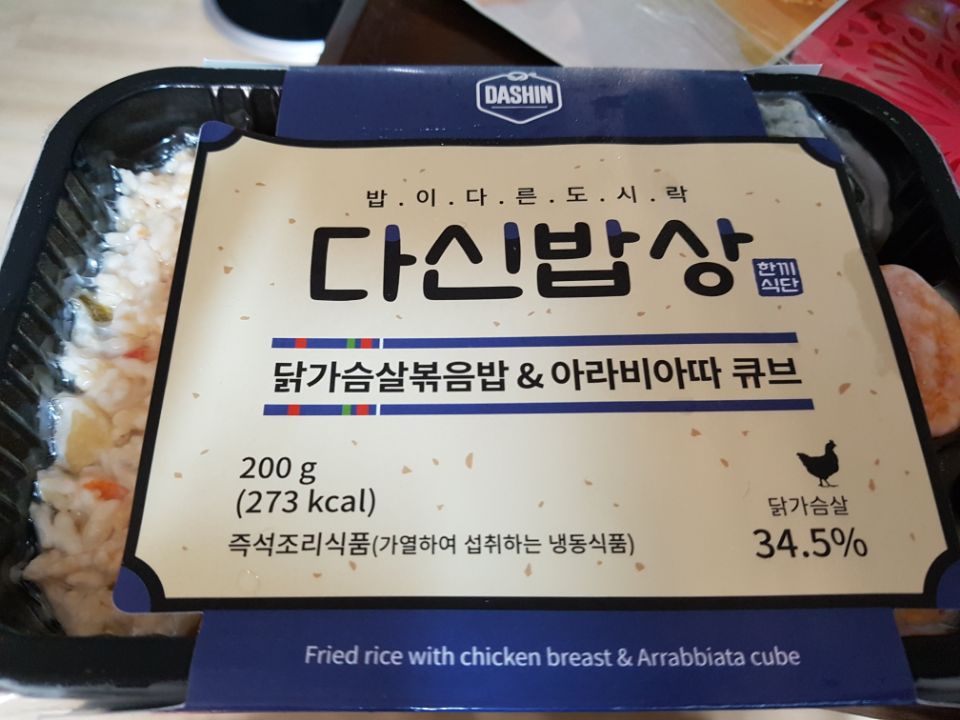 DASHIN
밥.이.다.른.도.시.락
다신밥상
한끼
식단
닭가슴살볶음밥 & 아라비아따 큐브
200 g
(273 kcal)
즉석조리식품(가열하여 섭취하는 냉동식품)
닭가슴살
34.5%
Fried rice with chicken breast & Arrabbiata cube